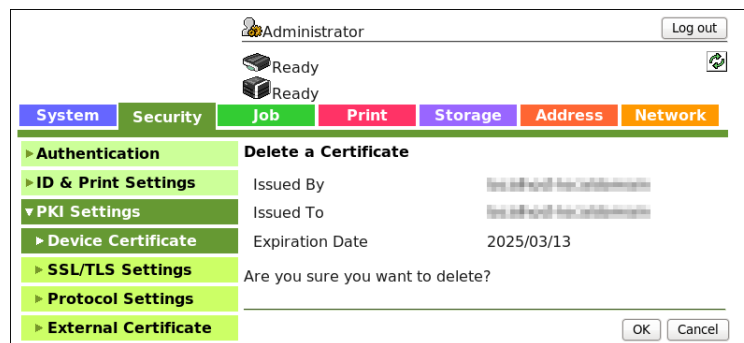 Administrator
Log out
Ready
Ready
System Security Job Print Storage Address Network
Authentication
ID & Print Settings
PKI Settings
Device Certificate
SSL/TLS Settings
Protocol Settings
External Certificate
Delete a Certificate
Issued By
Issued To
Expiration Date 2025/03/13
Are you sure you want to delete?
OK Cancel